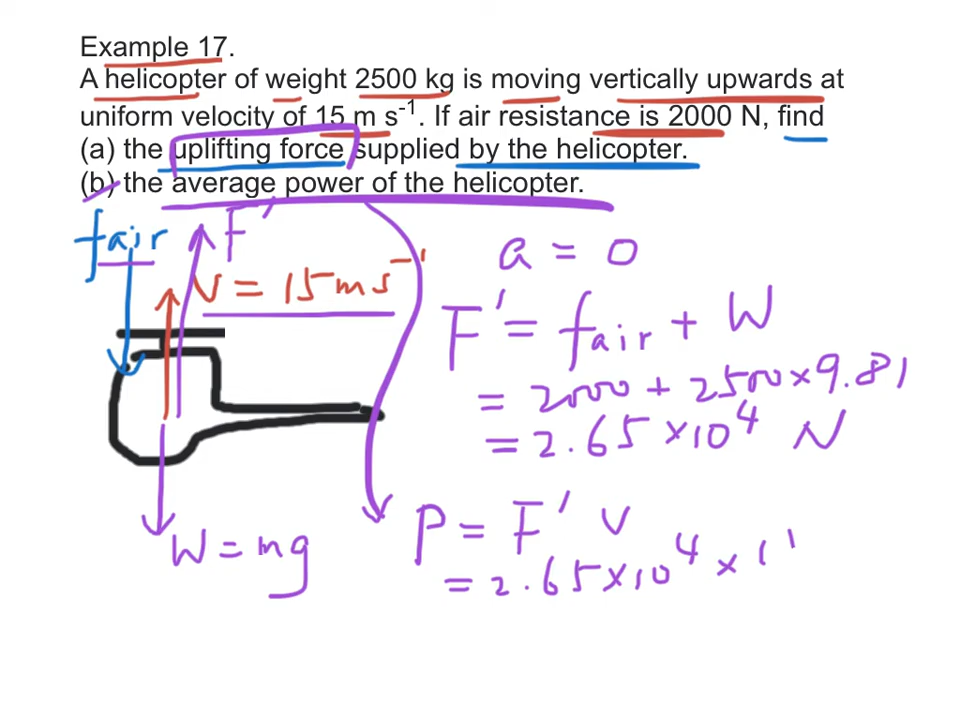 Example 17.
A helicopter of weight 2500 kg is moving vertically upwards at
uniform velocity of 15 m s⁻¹. If air resistance is 2000 N, find
(a) the uplifting force supplied by the helicopter.
(b) the average power of the helicopter.
fair F'
V = 15ms⁻¹
a = 0
F' = fair + W
= 2000 + 2500×9.81
= 2.65×10⁴ N
W = mg
P = F' v
= 2.65×10⁴ ×